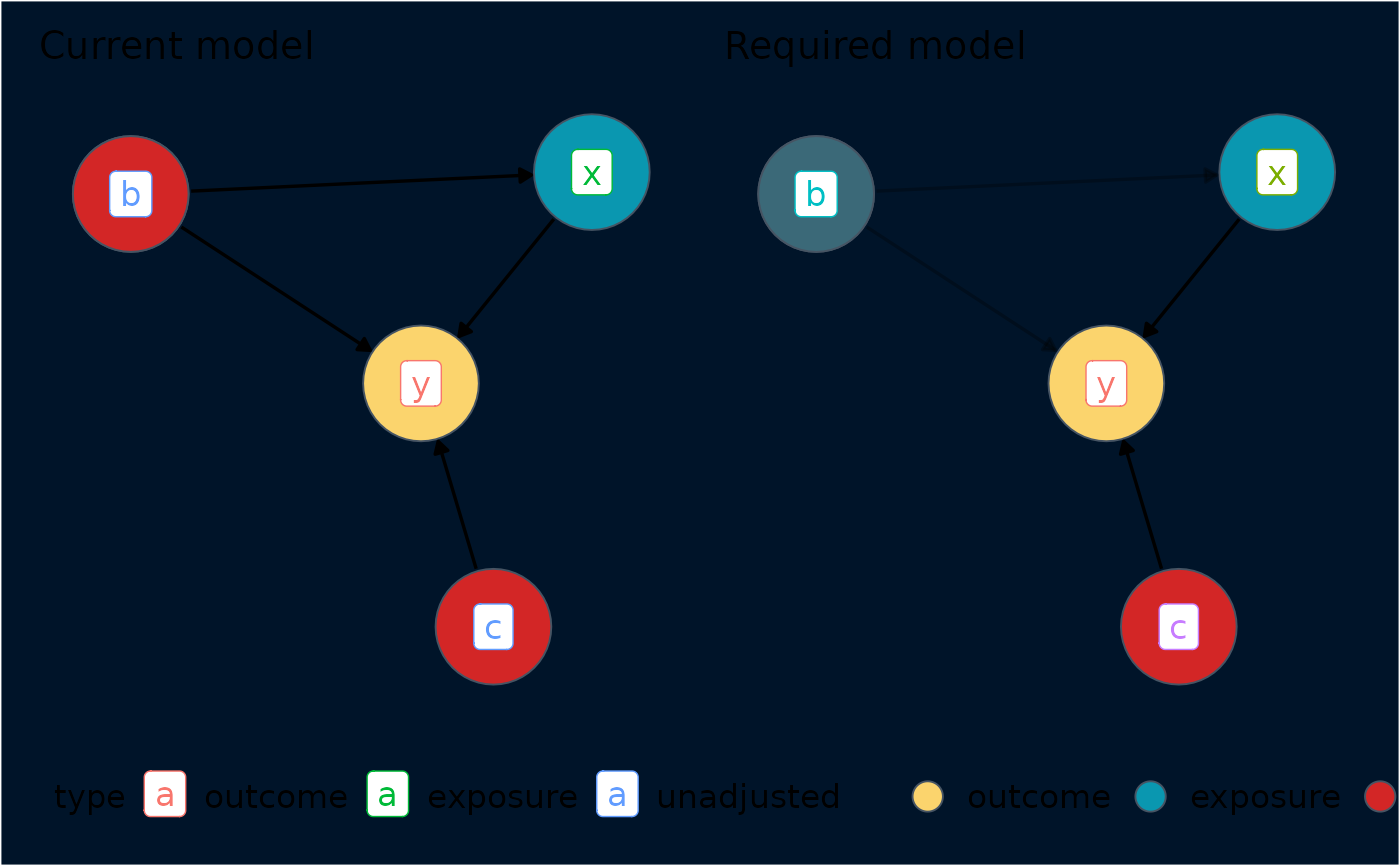 Current model
Required model
b
x
y
c
b
x
y
c
type a outcome a exposure a unadjusted outcome exposure